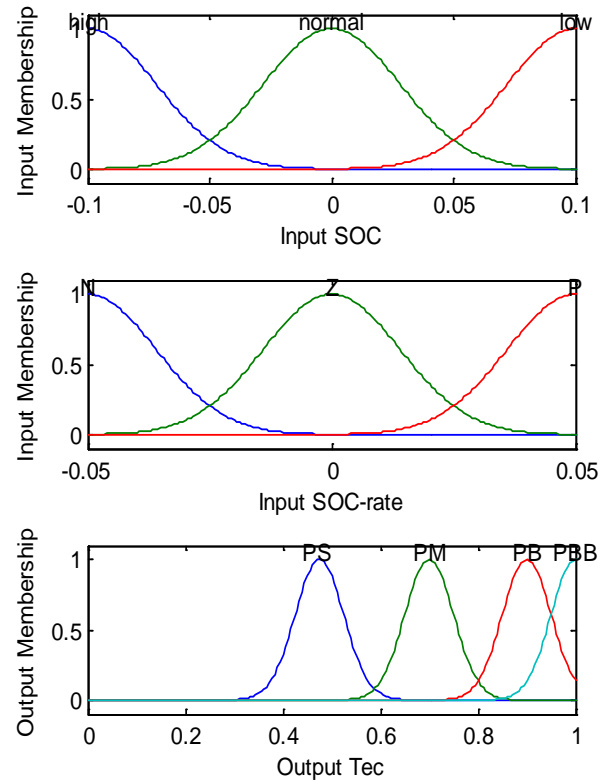 high normal low
Input Membership
1
0.5
0
-0.1 -0.05 0 0.05 0.1
Input SOC
N Z P
Input Membership
1
0.5
0
-0.05 0 0.05
Input SOC-rate
PS PM PB PBB
Output Membership
1
0.5
0
0 0.2 0.4 0.6 0.8 1
Output Tec